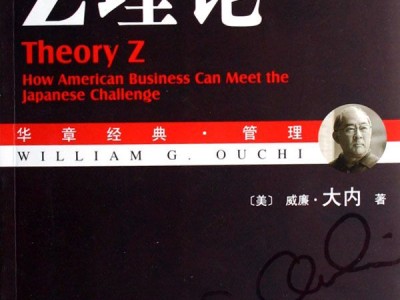 Z理论
Theory Z
How American Business Can Meet the
Japanese Challenge
华章经典·管理
WILLIAM G. OUCHI
〔美〕 威廉·大内 著